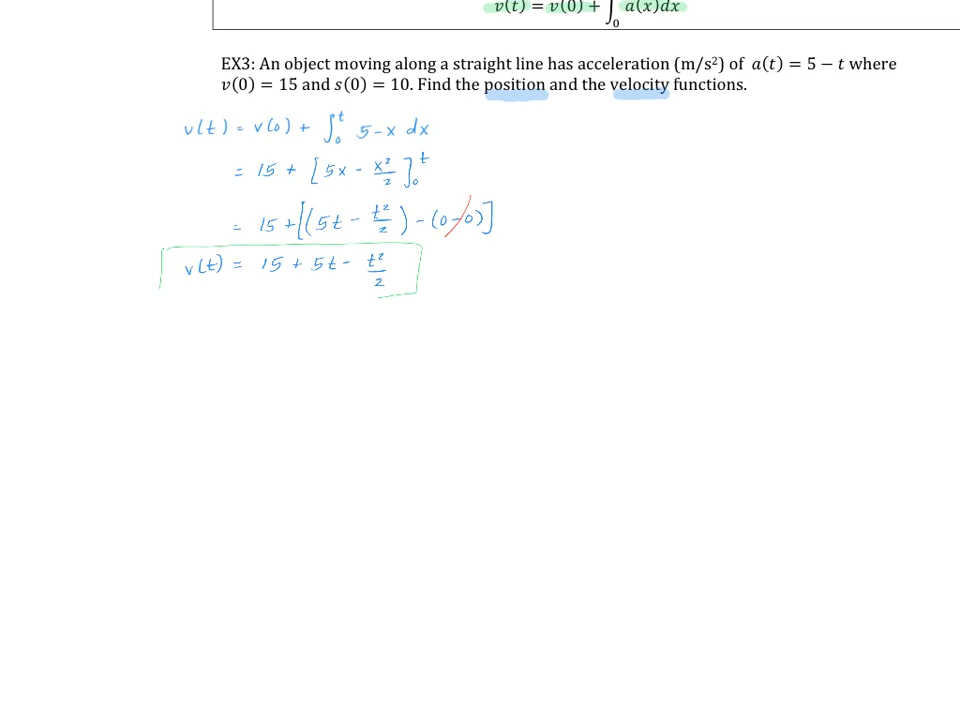 v(t) = v(0) + ∫₀ a(x)dx
EX3: An object moving along a straight line has acceleration (m/s²) of a(t) = 5 − t where
v(0) = 15 and s(0) = 10. Find the position and the velocity functions.
v(t) = v(0) + ∫₀ᵗ 5-x dx
= 15 + [5x - x²/2]₀ᵗ
= 15 + [(5t - t²/2) - (0-0)]
v(t) = 15 + 5t - t²/2